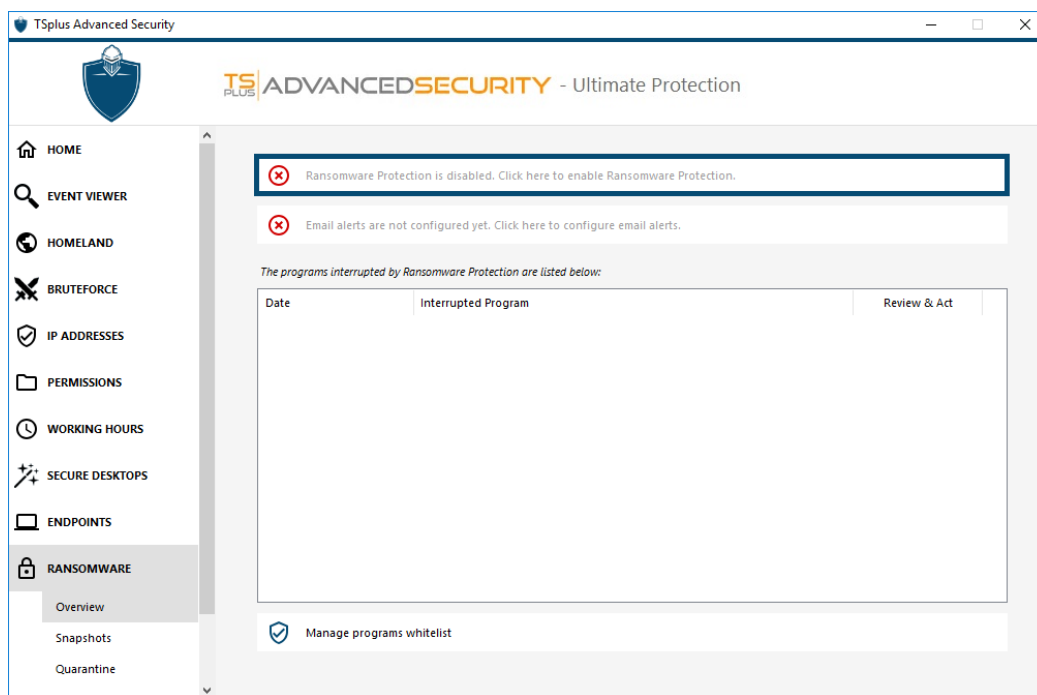 TSplus Advanced Security
TS PLUS ADVANCEDSECURITY - Ultimate Protection
HOME
EVENT VIEWER
HOMELAND
BRUTEFORCE
IP ADDRESSES
PERMISSIONS
WORKING HOURS
SECURE DESKTOPS
ENDPOINTS
RANSOMWARE
Overview
Snapshots
Quarantine
Ransomware Protection is disabled. Click here to enable Ransomware Protection.
Email alerts are not configured yet. Click here to configure email alerts.
The programs interrupted by Ransomware Protection are listed below:
Date Interrupted Program Review & Act
Manage programs whitelist